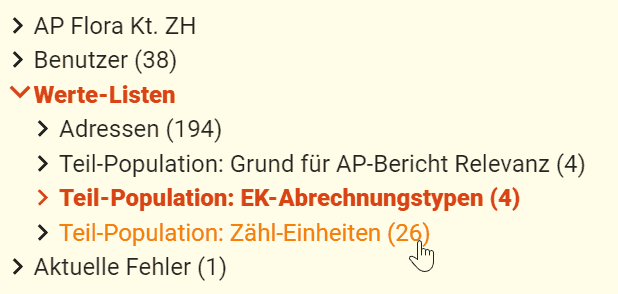 AP Flora Kt. ZH
Benutzer (38)
Werte-Listen
Adressen (194)
Teil-Population: Grund für AP-Bericht Relevanz (4)
Teil-Population: EK-Abrechnungstypen (4)
Teil-Population: Zähl-Einheiten (26)
Aktuelle Fehler (1)